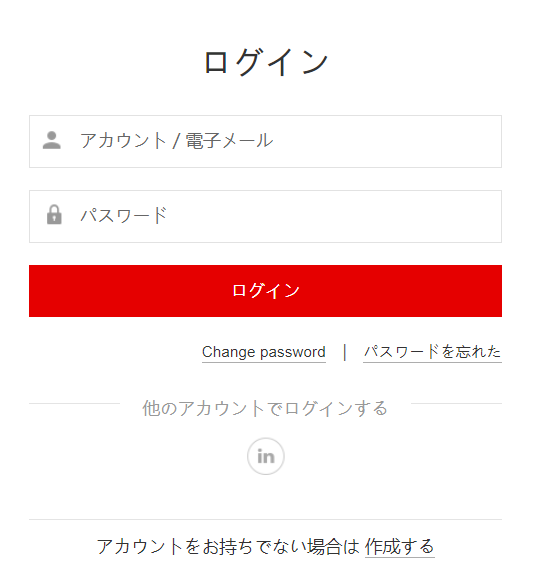 ログイン
アカウント / 電子メール
パスワード
ログイン
Change password | パスワードを忘れた
他のアカウントでログインする
in
アカウントをお持ちでない場合は 作成する